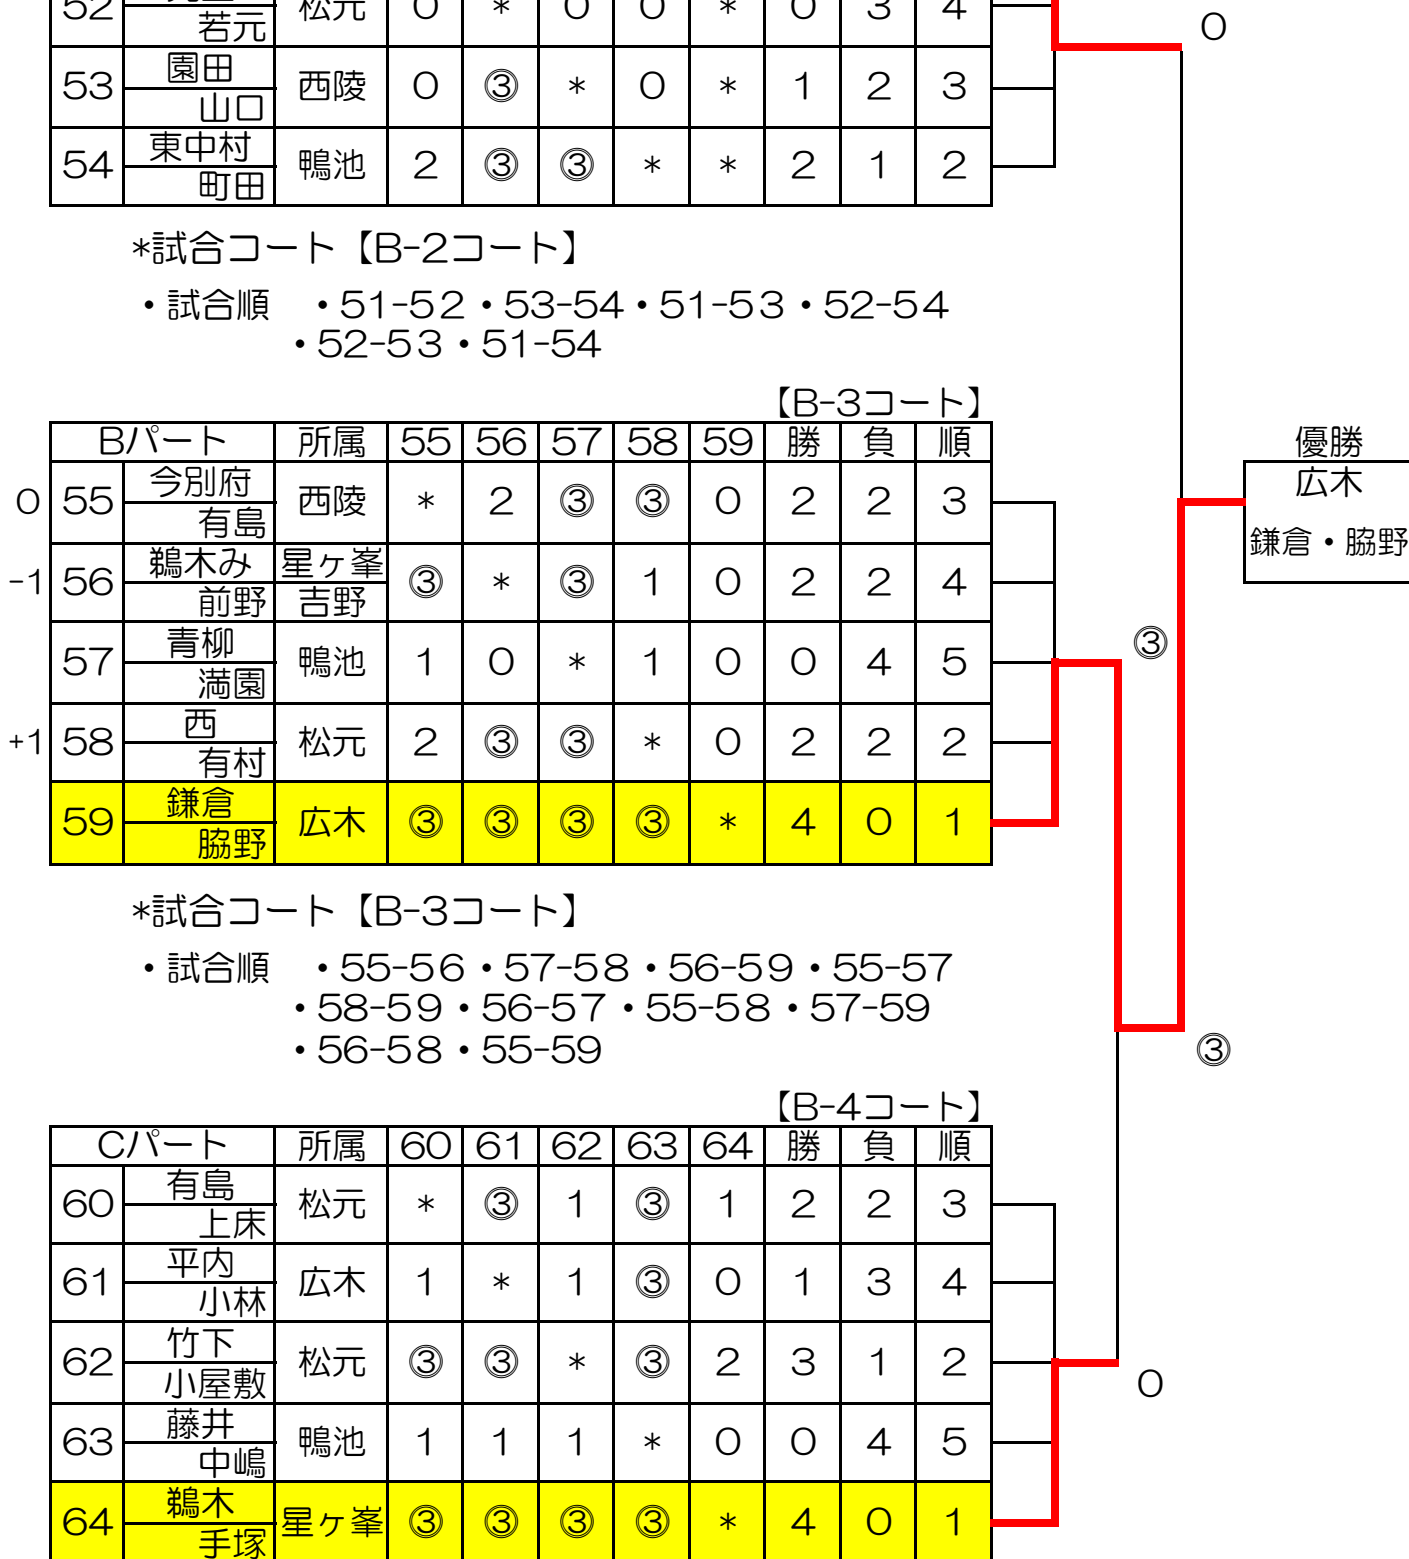 52 若元 松元 0 * 0 0 * 0 3 4
0
園田
53 西陵 0 ③ * 0 * 1 2 3
山口
東中村
54 鴨池 2 ③ ③ * * 2 1 2
町田
*試合コート【B-2コート】
・試合順 ・51-52・53-54・51-53・52-54
・52-53・51-54
【B-3コート】
Bパート 所属 55 56 57 58 59 勝 負 順
優勝
広木
鎌倉・脇野
今別府
0 55 西陵 * 2 ③ ③ 0 2 2 3
有島
鵜木み 星ヶ峯
-1 56 ③ * ③ 1 0 2 2 4
前野 吉野
青柳
57 鴨池 1 0 * 1 0 0 4 5
満園
③
西
+1 58 松元 2 ③ ③ * 0 2 2 2
有村
鎌倉
59 広木 ③ ③ ③ ③ * 4 0 1
脇野
*試合コート【B-3コート】
・試合順 ・55-56・57-58・56-59・55-57
・58-59・56-57・55-58・57-59
・56-58・55-59
③
【B-4コート】
Cパート 所属 60 61 62 63 64 勝 負 順
有島
60 松元 * ③ 1 ③ 1 2 2 3
上床
平内
61 広木 1 * 1 ③ 0 1 3 4
小林
竹下
62 松元 ③ ③ * ③ 2 3 1 2
小屋敷
0
藤井
63 鴨池 1 1 1 * 0 0 4 5
中嶋
鵜木
64 星ヶ峯 ③ ③ ③ ③ * 4 0 1
手塚